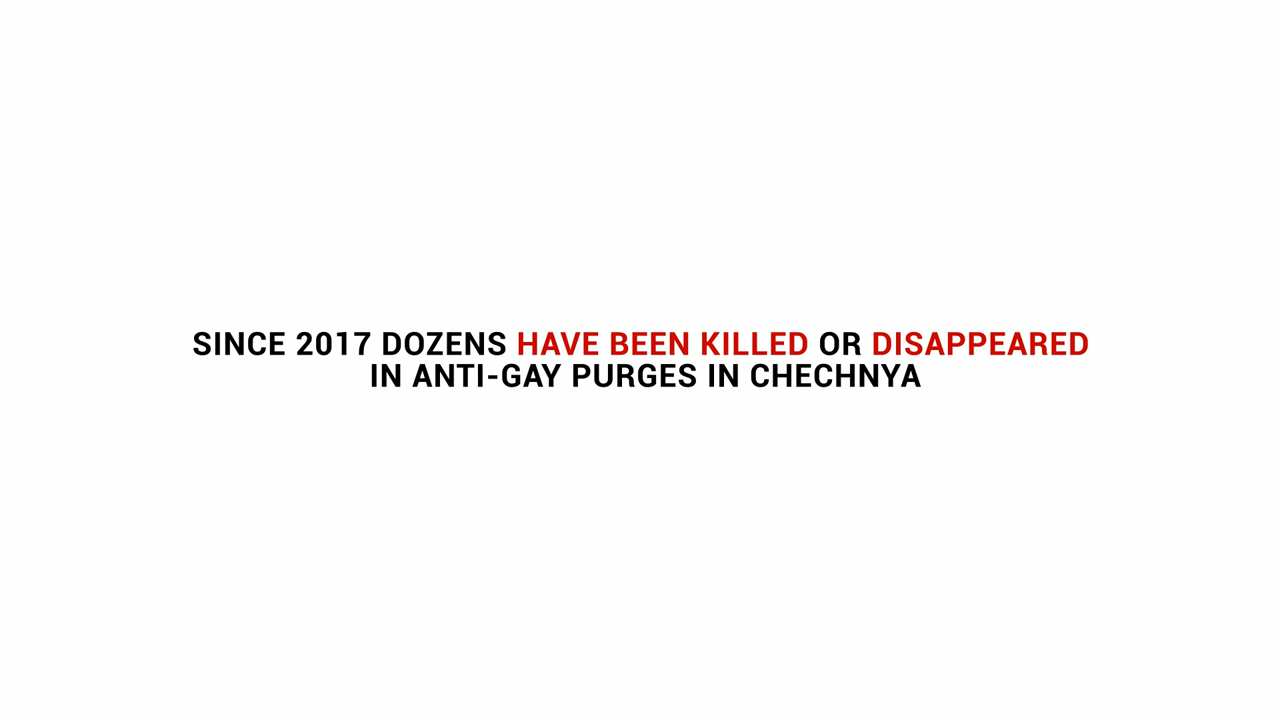 SINCE 2017 DOZENS HAVE BEEN KILLED OR DISAPPEARED
IN ANTI-GAY PURGES IN CHECHNYA